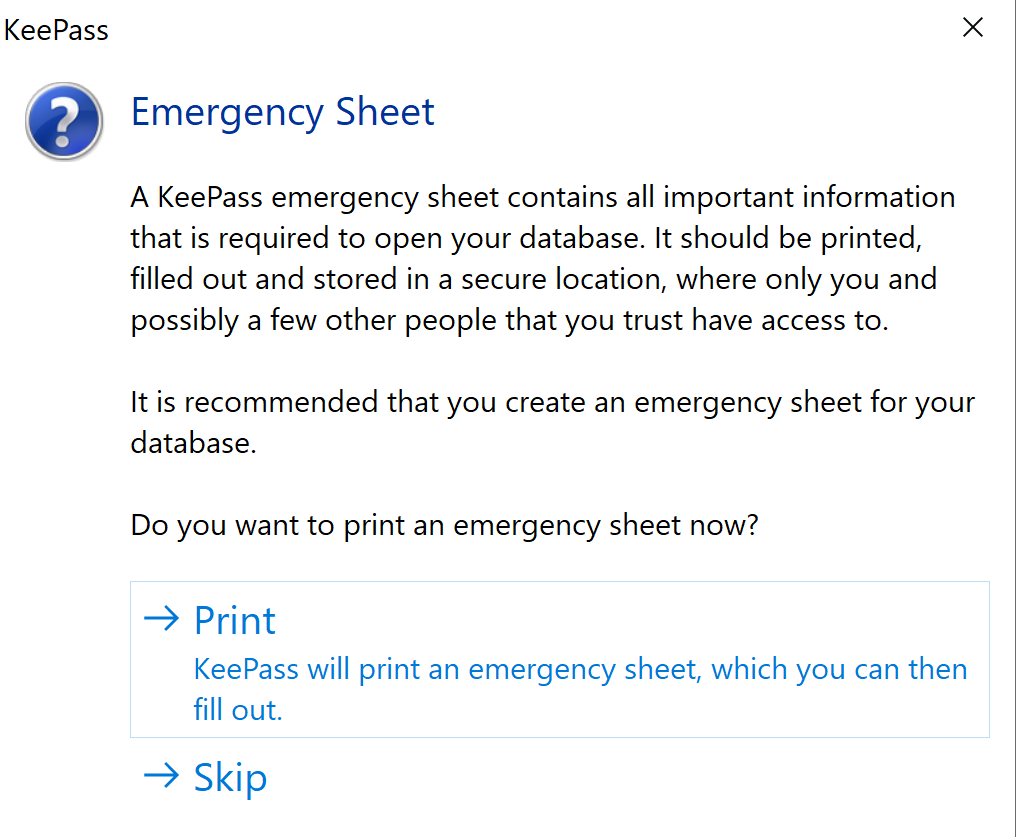 KeePass
Emergency Sheet
A KeePass emergency sheet contains all important information
that is required to open your database. It should be printed,
filled out and stored in a secure location, where only you and
possibly a few other people that you trust have access to.
It is recommended that you create an emergency sheet for your
database.
Do you want to print an emergency sheet now?
Print
KeePass will print an emergency sheet, which you can then
fill out.
Skip